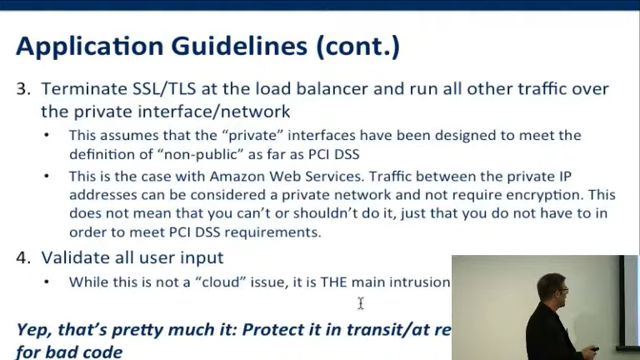 Application Guidelines (cont.)
3. Terminate SSL/TLS at the load balancer and run all other traffic over
the private interface/network
• This assumes that the "private" interfaces have been designed to meet the
definition of "non-public" as far as PCI DSS
• This is the case with Amazon Web Services. Traffic between the private IP
addresses can be considered a private network and not require encryption. This
does not mean that you can't or shouldn't do it, just that you do not have to in
order to meet PCI DSS requirements.
4. Validate all user input
• While this is not a "cloud" issue, it is THE main intrusion
Yep, that's pretty much it: Protect it in transit/at re
for bad code